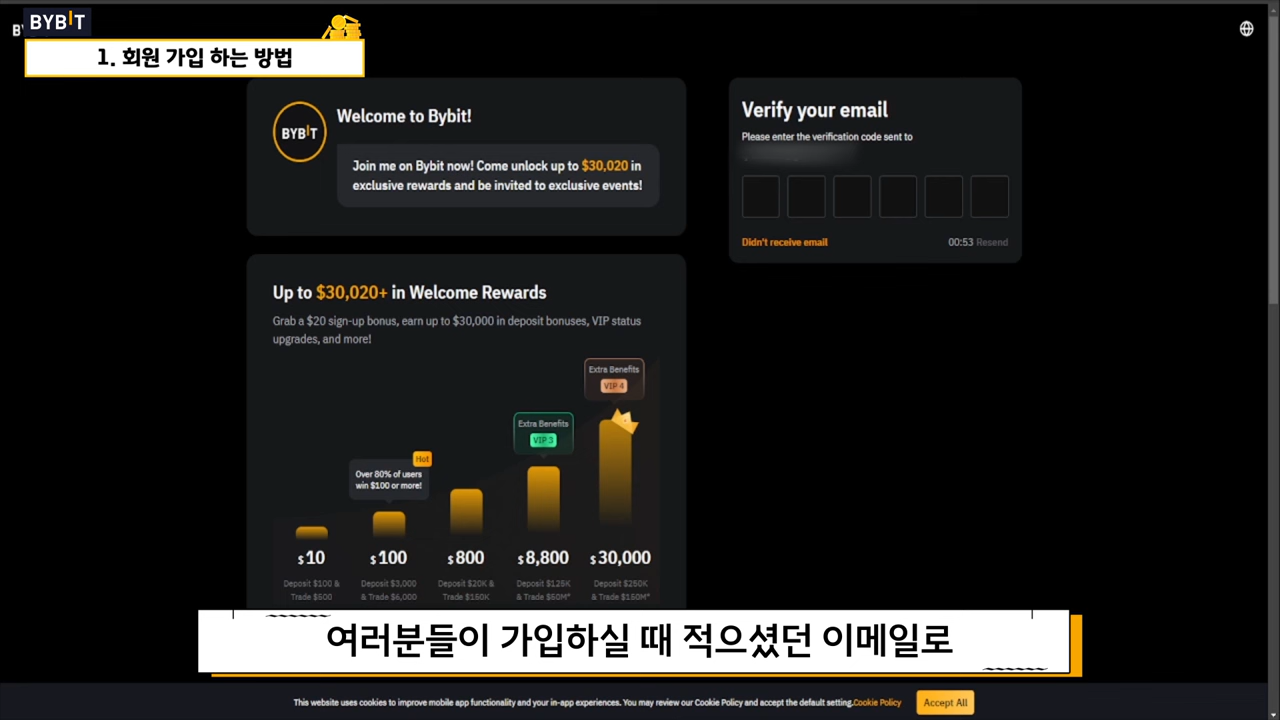 BYBIT
1. 회원 가입 하는 방법
BYBIT
Welcome to Bybit!
Join me on Bybit now! Come unlock up to $30,020 in
exclusive rewards and be invited to exclusive events!
Verify your email
Please enter the verification code sent to
Didn't receive email
00:53 Resend
Up to $30,020+ in Welcome Rewards
Grab a $20 sign-up bonus, earn up to $30,000 in deposit bonuses, VIP status
upgrades, and more!
Extra Benefits
VIP 4
Extra Benefits
VIP 3
Hot
Over 80% of users
win $100 or more!
$10
$100
$800
$8,800
$30,000
Deposit $100 &
Trade $500
Deposit $3,000
& Trade $6,000
Deposit $20K &
Trade $150K
Deposit $125K
& Trade $50M*
Deposit $250K
& Trade $150M*
여러분들이 가입하실 때 적으셨던 이메일로
This website uses cookies to improve mobile app functionality and your in-app experiences. You may review our Cookie Policy and accept the default setting.Cookie Policy
Accept All